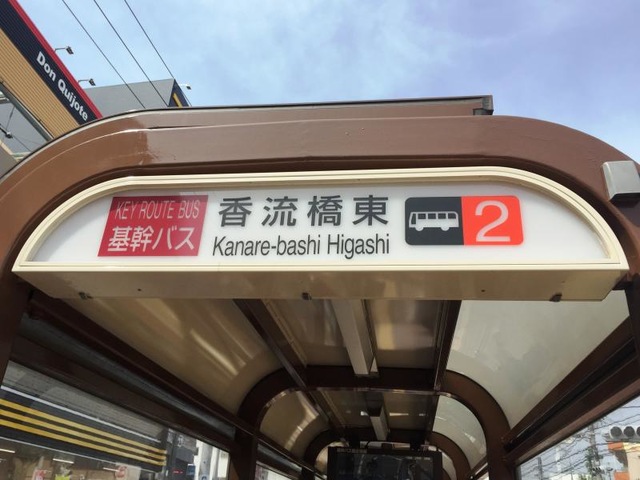 Don Quijote
KEY ROUTE BUS
基幹バス
香流橋東
Kanare-bashi Higashi
2